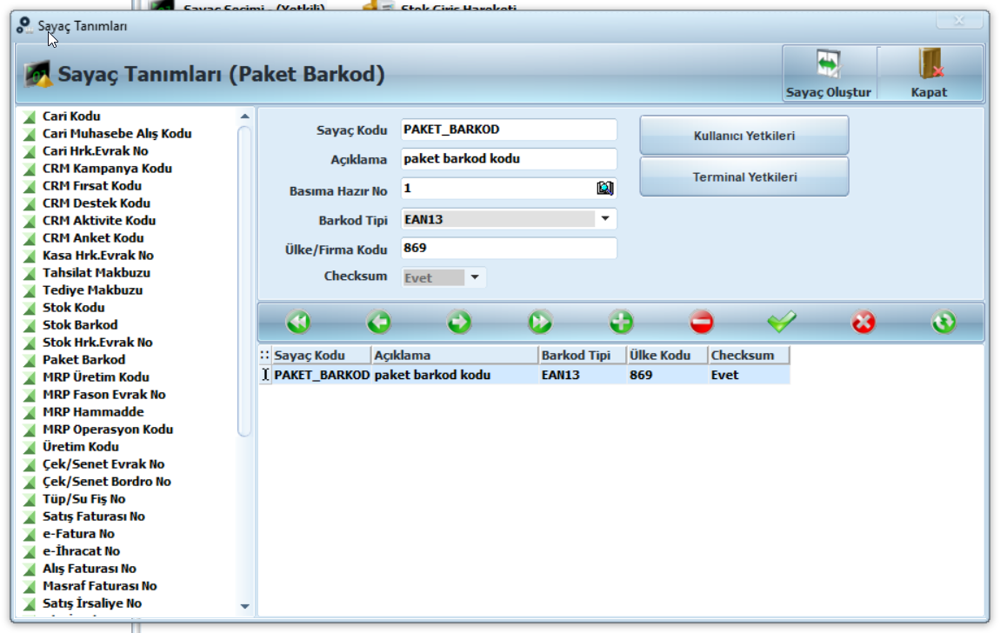 Sayaç Seçimi - (Yetkili) Stok Giriş Hareketi
Sayaç Tanımları
Sayaç Tanımları (Paket Barkod)
Sayaç Oluştur
Kapat
Cari Kodu
Cari Muhasebe Alış Kodu
Cari Hrk.Evrak No
CRM Kampanya Kodu
CRM Fırsat Kodu
CRM Destek Kodu
CRM Aktivite Kodu
CRM Anket Kodu
Kasa Hrk.Evrak No
Tahsilat Makbuzu
Tediye Makbuzu
Stok Kodu
Stok Barkod
Stok Hrk.Evrak No
Paket Barkod
MRP Üretim Kodu
MRP Fason Evrak No
MRP Hammadde
MRP Operasyon Kodu
Üretim Kodu
Çek/Senet Evrak No
Çek/Senet Bordro No
Tüp/Su Fiş No
Satış Faturası No
e-Fatura No
e-İhracat No
Alış Faturası No
Masraf Faturası No
Satış İrsaliye No
Sayaç Kodu PAKET_BARKOD
Açıklama paket barkod kodu
Basıma Hazır No 1
Barkod Tipi EAN13
Ülke/Firma Kodu 869
Checksum Evet
Kullanıcı Yetkileri
Terminal Yetkileri
Sayaç Kodu Açıklama Barkod Tipi Ülke Kodu Checksum
PAKET_BARKOD paket barkod kodu EAN13 869 Evet